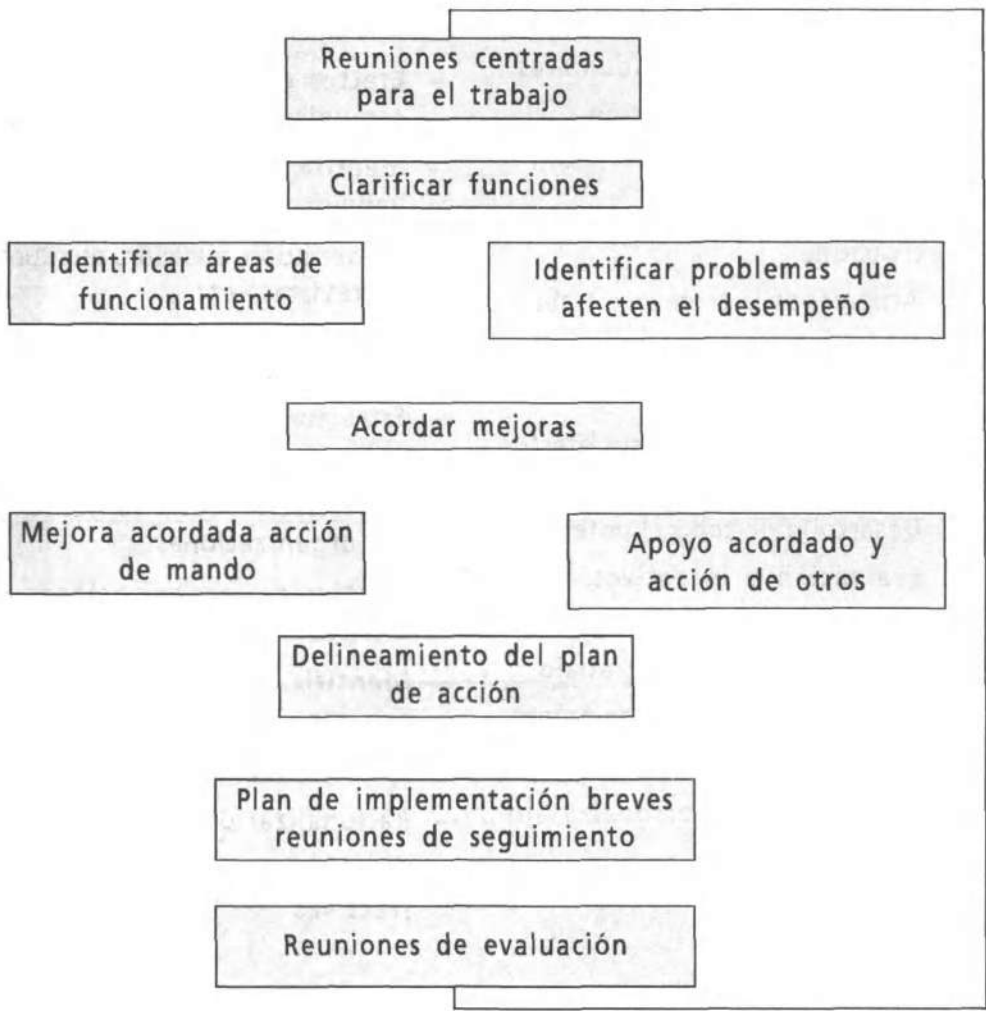 Reuniones centradas
para el trabajo
Clarificar funciones
Identificar áreas de
funcionamiento
Identificar problemas que
afecten el desempeño
Acordar mejoras
Mejora acordada acción
de mando
Apoyo acordado y
acción de otros
Delineamiento del plan
de acción
Plan de implementación breves
reuniones de seguimiento
Reuniones de evaluación